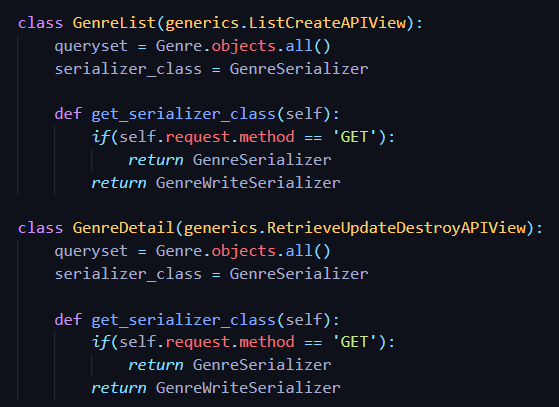 class GenreList(generics.ListCreateAPIView):
    queryset = Genre.objects.all()
    serializer_class = GenreSerializer

    def get_serializer_class(self):
        if(self.request.method == 'GET'):
            return GenreSerializer
        return GenreWriteSerializer

class GenreDetail(generics.RetrieveUpdateDestroyAPIView):
    queryset = Genre.objects.all()
    serializer_class = GenreSerializer

    def get_serializer_class(self):
        if(self.request.method == 'GET'):
            return GenreSerializer
        return GenreWriteSerializer